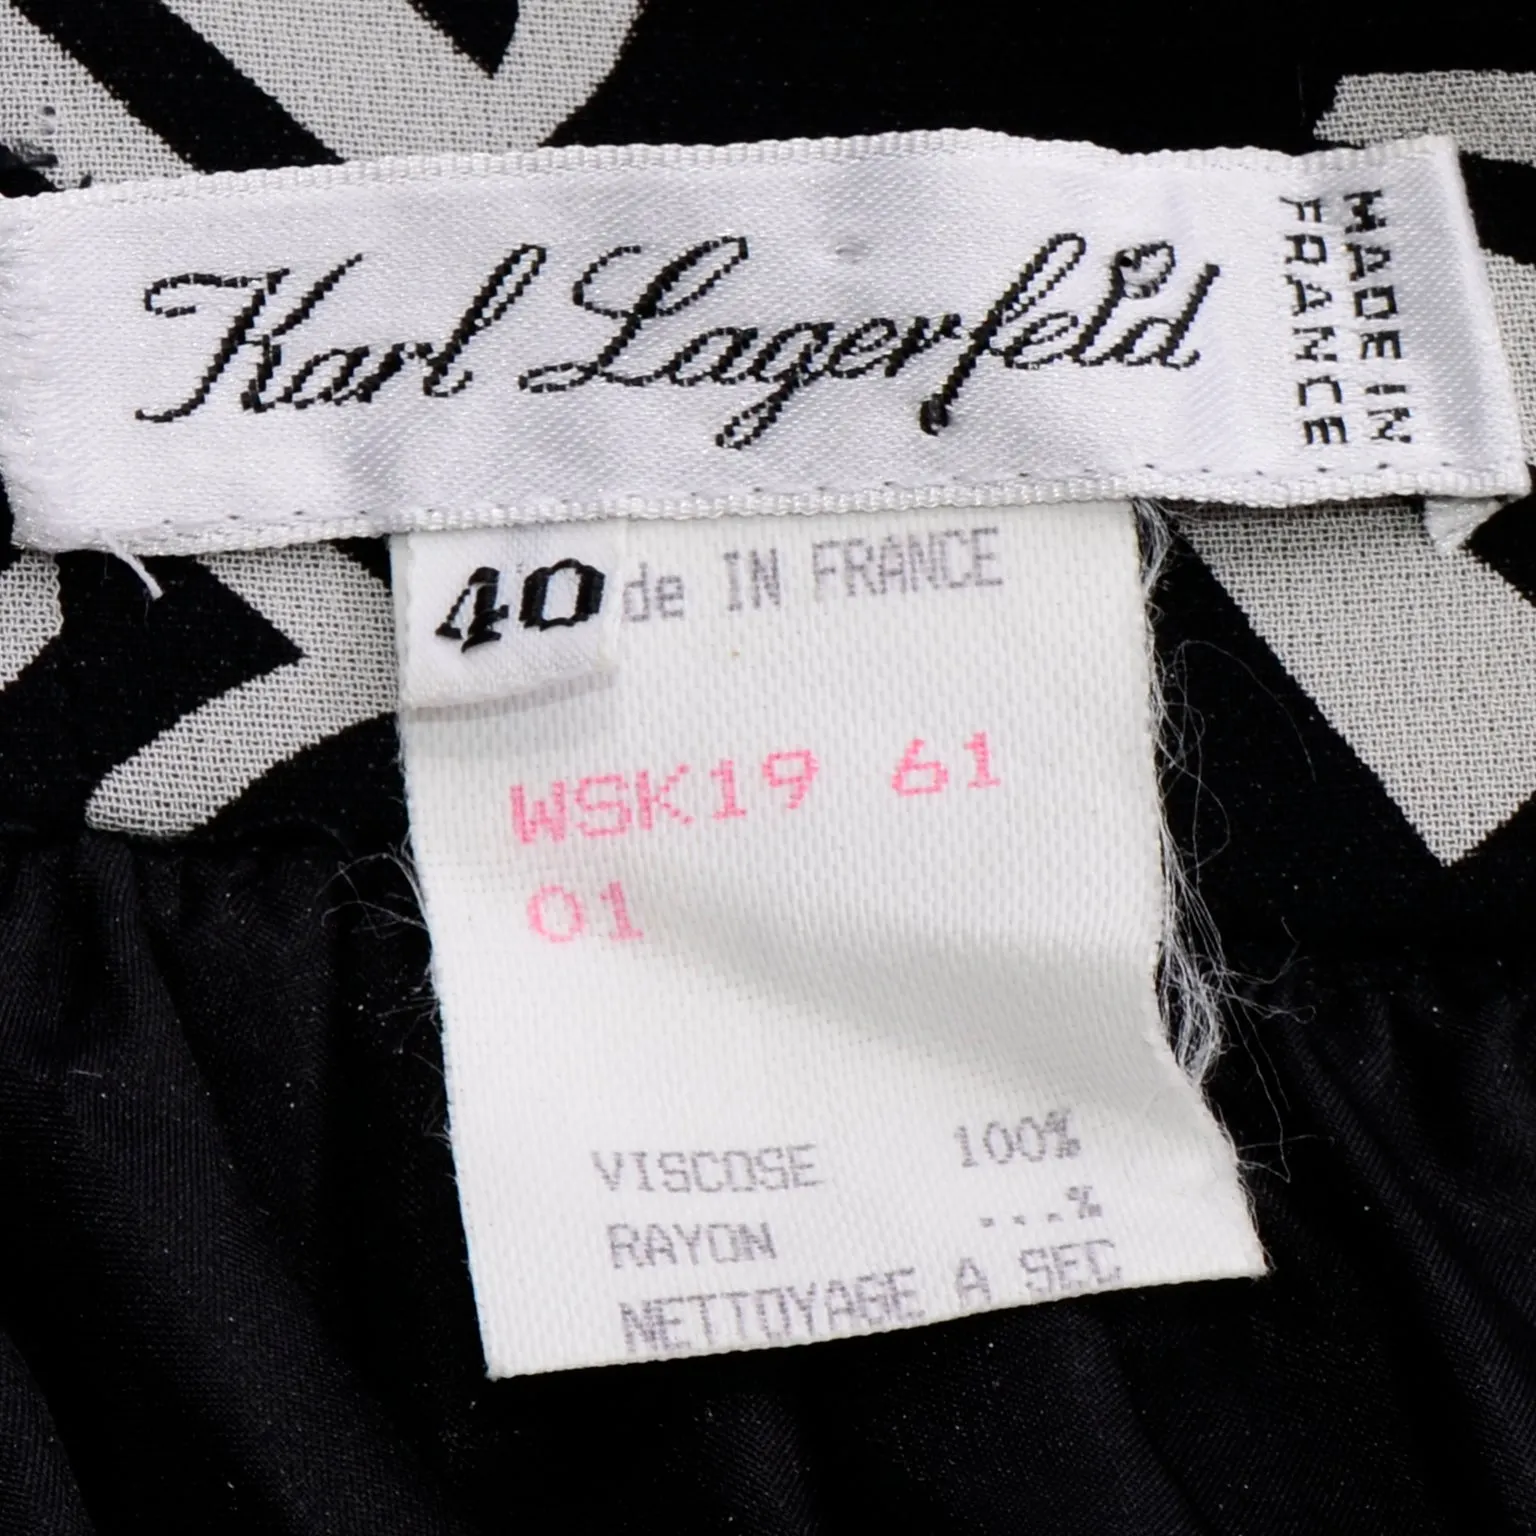 Karl Lagerfeld
MADE IN
FRANCE
40
de IN FRANCE
WSK19 61
01
VISCOSE 100%
RAYON ...%
NETTOYAGE A SEC